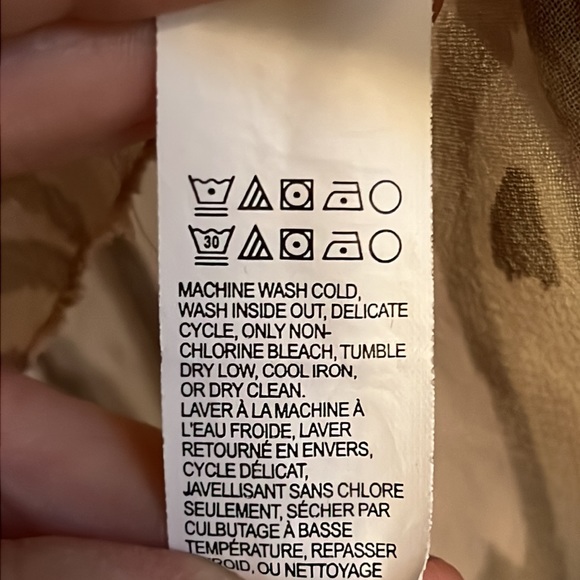 30
MACHINE WASH COLD,
WASH INSIDE OUT, DELICATE
CYCLE, ONLY NON-
CHLORINE BLEACH, TUMBLE
DRY LOW, COOL IRON,
OR DRY CLEAN.
LAVER À LA MACHINE À
L'EAU FROIDE, LAVER
RETOURNÉ EN ENVERS,
CYCLE DÉLICAT,
JAVELLISANT SANS CHLORE
SEULEMENT, SÉCHER PAR
CULBUTAGE À BASSE
TEMPÉRATURE, REPASSER
OU NETTOYAGE